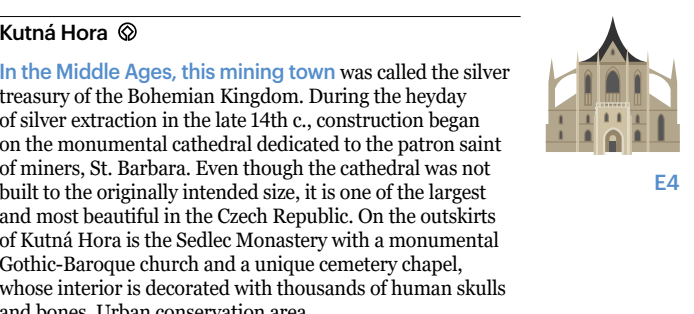 Kutná Hora
In the Middle Ages, this mining town was called the silver
treasury of the Bohemian Kingdom. During the heyday
of silver extraction in the late 14th c., construction began
on the monumental cathedral dedicated to the patron saint
of miners, St. Barbara. Even though the cathedral was not
built to the originally intended size, it is one of the largest
and most beautiful in the Czech Republic. On the outskirts
of Kutná Hora is the Sedlec Monastery with a monumental
Gothic-Baroque church and a unique cemetery chapel,
whose interior is decorated with thousands of human skulls
and bones. Urban conservation area.
E4